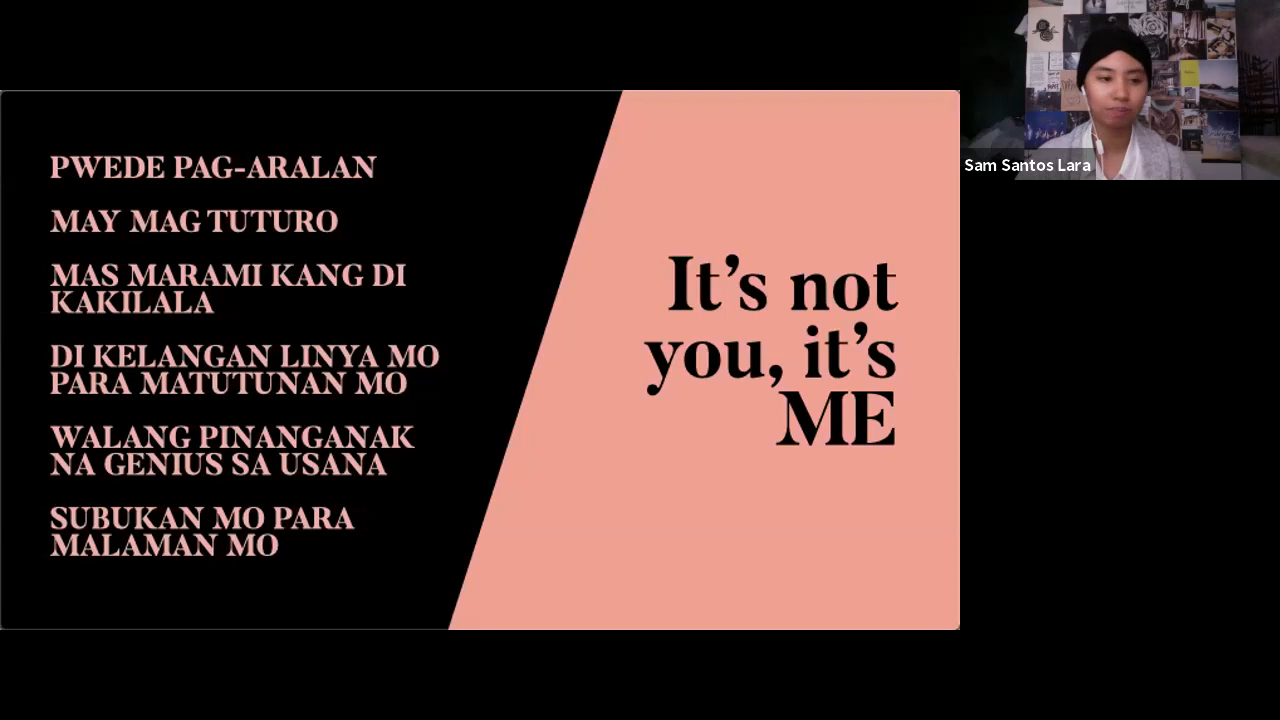 PWEDE PAG-ARALAN
MAY MAG TUTURO
MAS MARAMI KANG DI
KAKILALA
DI KELANGAN LINYA MO
PARA MATUTUNAN MO
WALANG PINANGANAK
NA GENIUS SA USANA
SUBUKAN MO PARA
MALAMAN MO
It's not
you, it's
ME
Sam Santos Lara